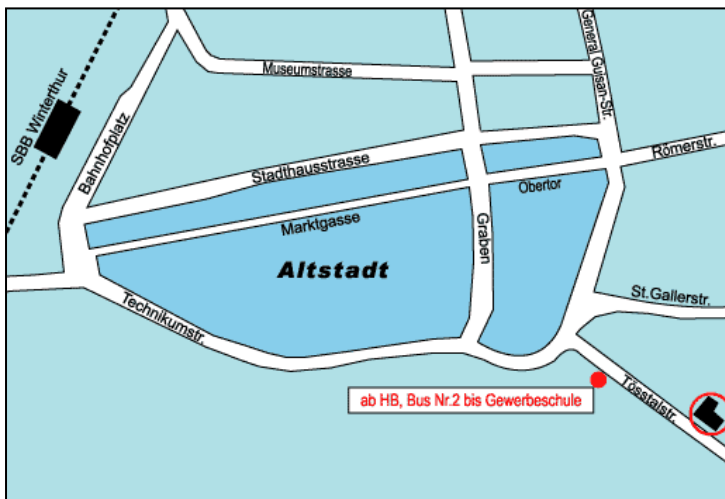 General Guisan-Str.
Museumstrasse
SBB Winterthur
Bahnhofplatz
Stadthausstrasse
Römerstr.
Obertor
Marktgasse
Graben
Altstadt
St.Gallerstr.
Technikumstr.
Tösstalstr.
ab HB, Bus Nr.2 bis Gewerbeschule